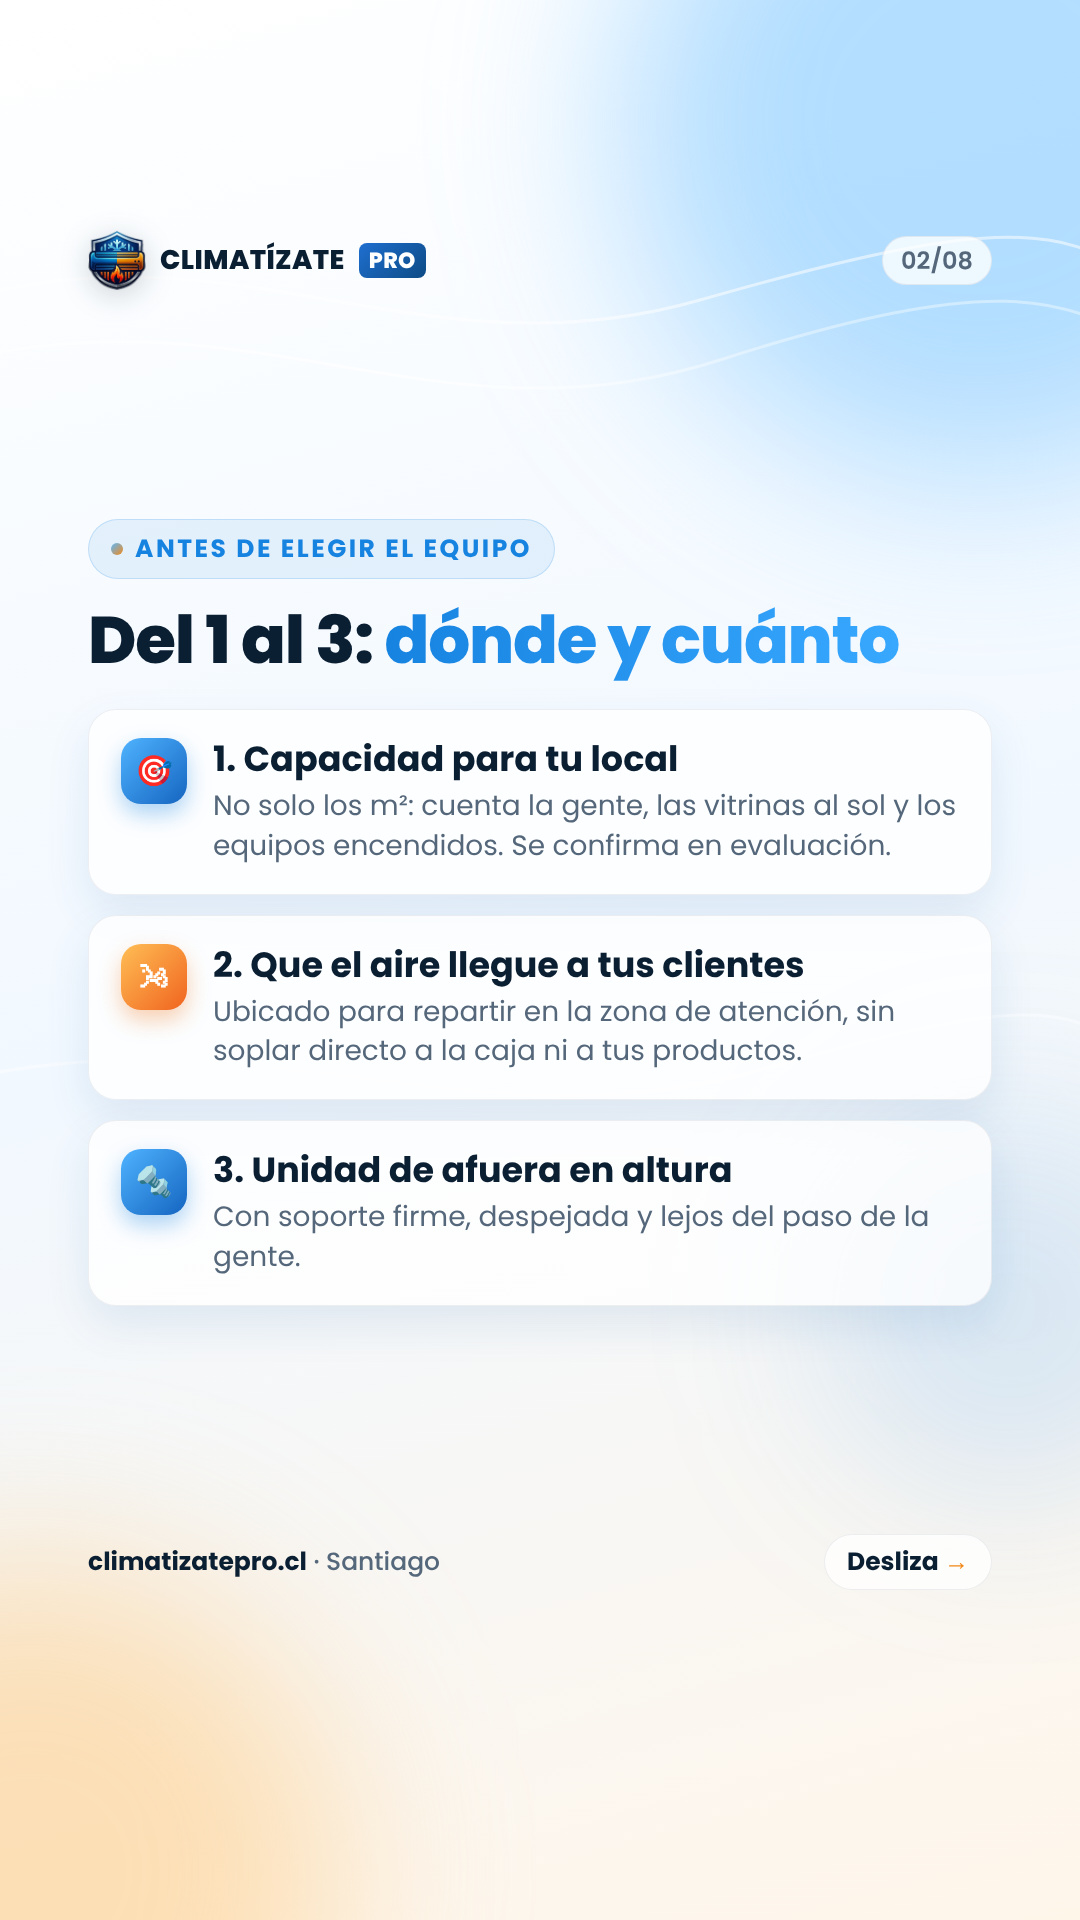 CLIMATÍZATE PRO
02/08
ANTES DE ELEGIR EL EQUIPO
Del 1 al 3: dónde y cuánto
1. Capacidad para tu local
No solo los m²: cuenta la gente, las vitrinas al sol y los
equipos encendidos. Se confirma en evaluación.
2. Que el aire llegue a tus clientes
Ubicado para repartir en la zona de atención, sin
soplar directo a la caja ni a tus productos.
3. Unidad de afuera en altura
Con soporte firme, despejada y lejos del paso de la
gente.
climatizatepro.cl · Santiago
Desliza →